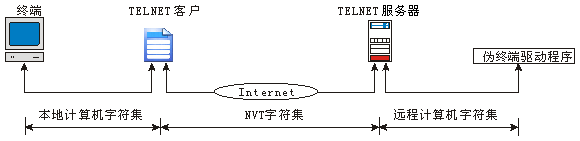 终端
TELNET客户
TELNET服务器
伪终端驱动程序
Internet
本地计算机字符集
NVT字符集
远程计算机字符集